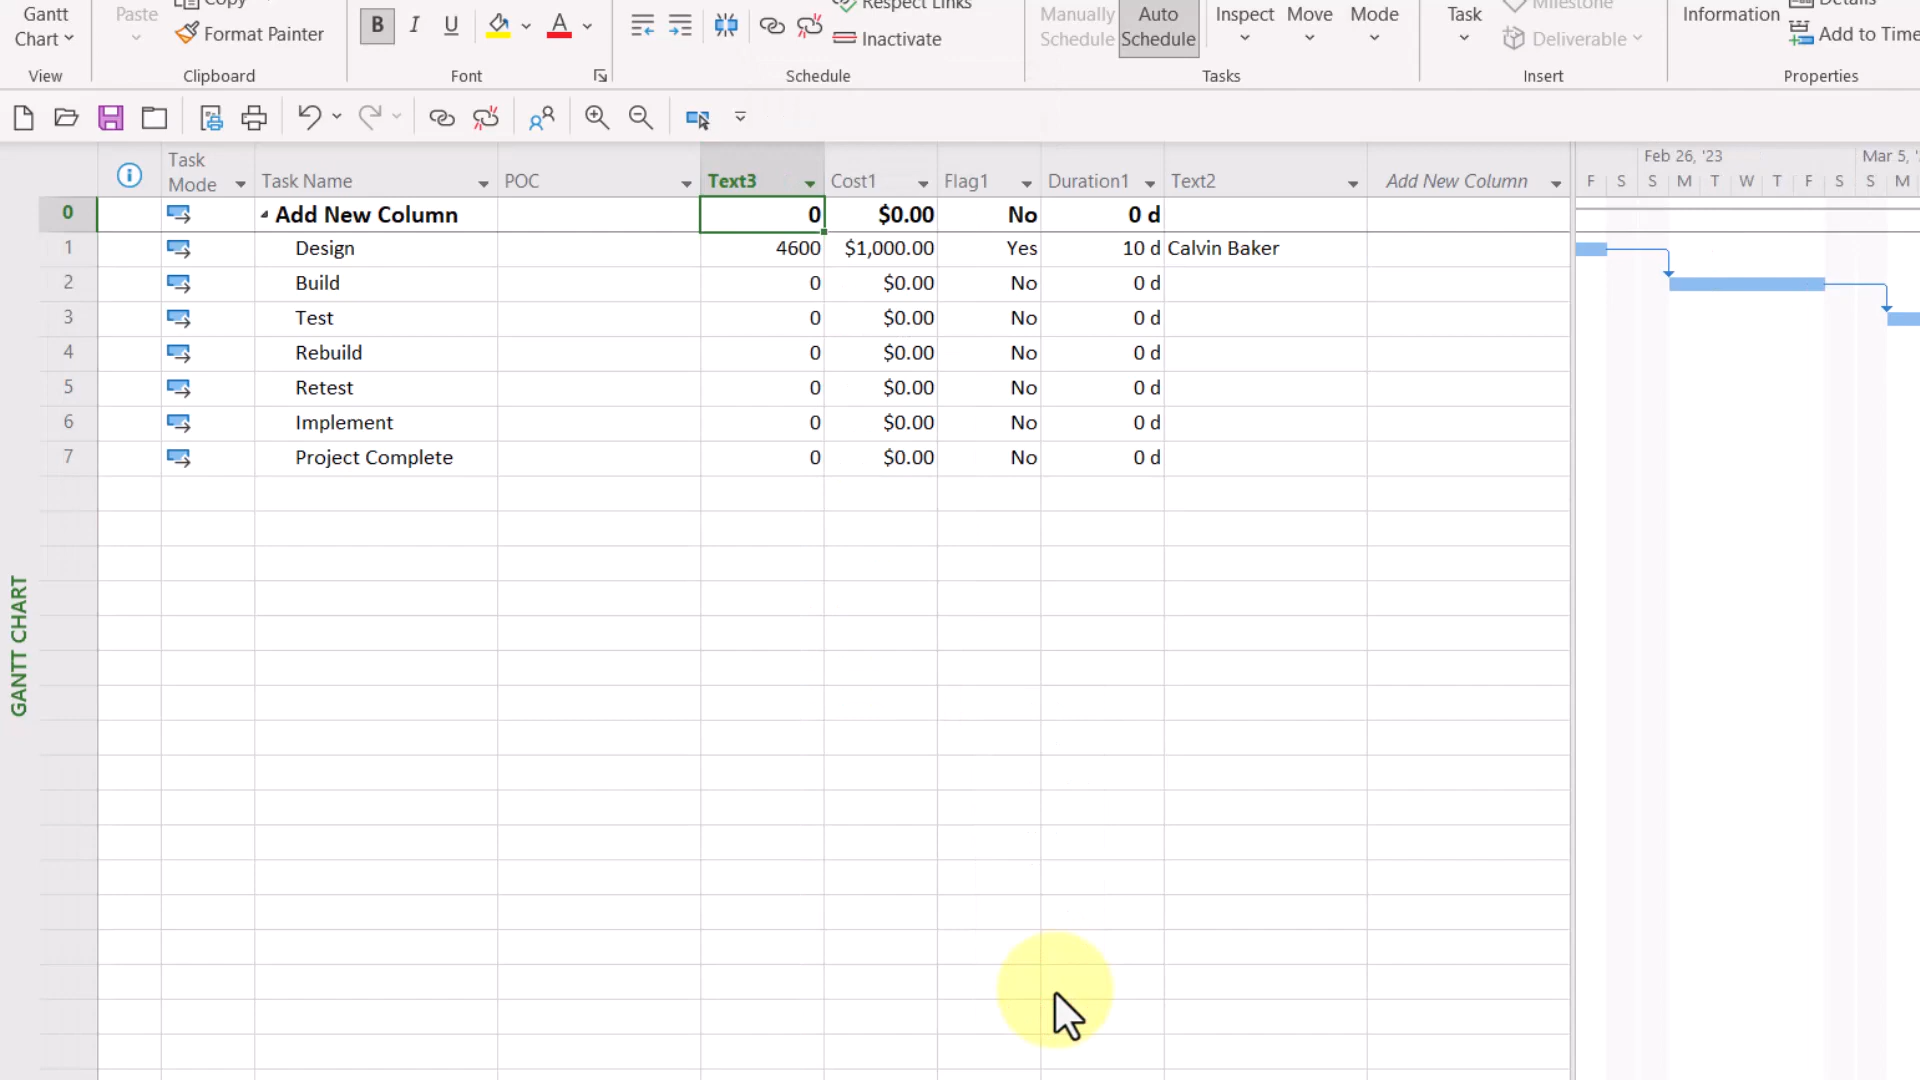 Gantt
Chart
View
Paste
Copy
Format Painter
Clipboard
B I U A
Font
Respect Links
Inactivate
Schedule
Manually
Schedule
Auto
Schedule
Inspect
Move
Mode
Tasks
Task
Milestone
Deliverable
Insert
Information
Details
Add to Time
Properties
Task
Mode
Task Name
POC
Text3
Cost1
Flag1
Duration1
Text2
Add New Column
Feb 26, '23
Mar 5, '
F S S M T W T F S S M
0 Add New Column 0 $0.00 No 0 d
1 Design 4600 $1,000.00 Yes 10 d Calvin Baker
2 Build 0 $0.00 No 0 d
3 Test 0 $0.00 No 0 d
4 Rebuild 0 $0.00 No 0 d
5 Retest 0 $0.00 No 0 d
6 Implement 0 $0.00 No 0 d
7 Project Complete 0 $0.00 No 0 d
GANTT CHART